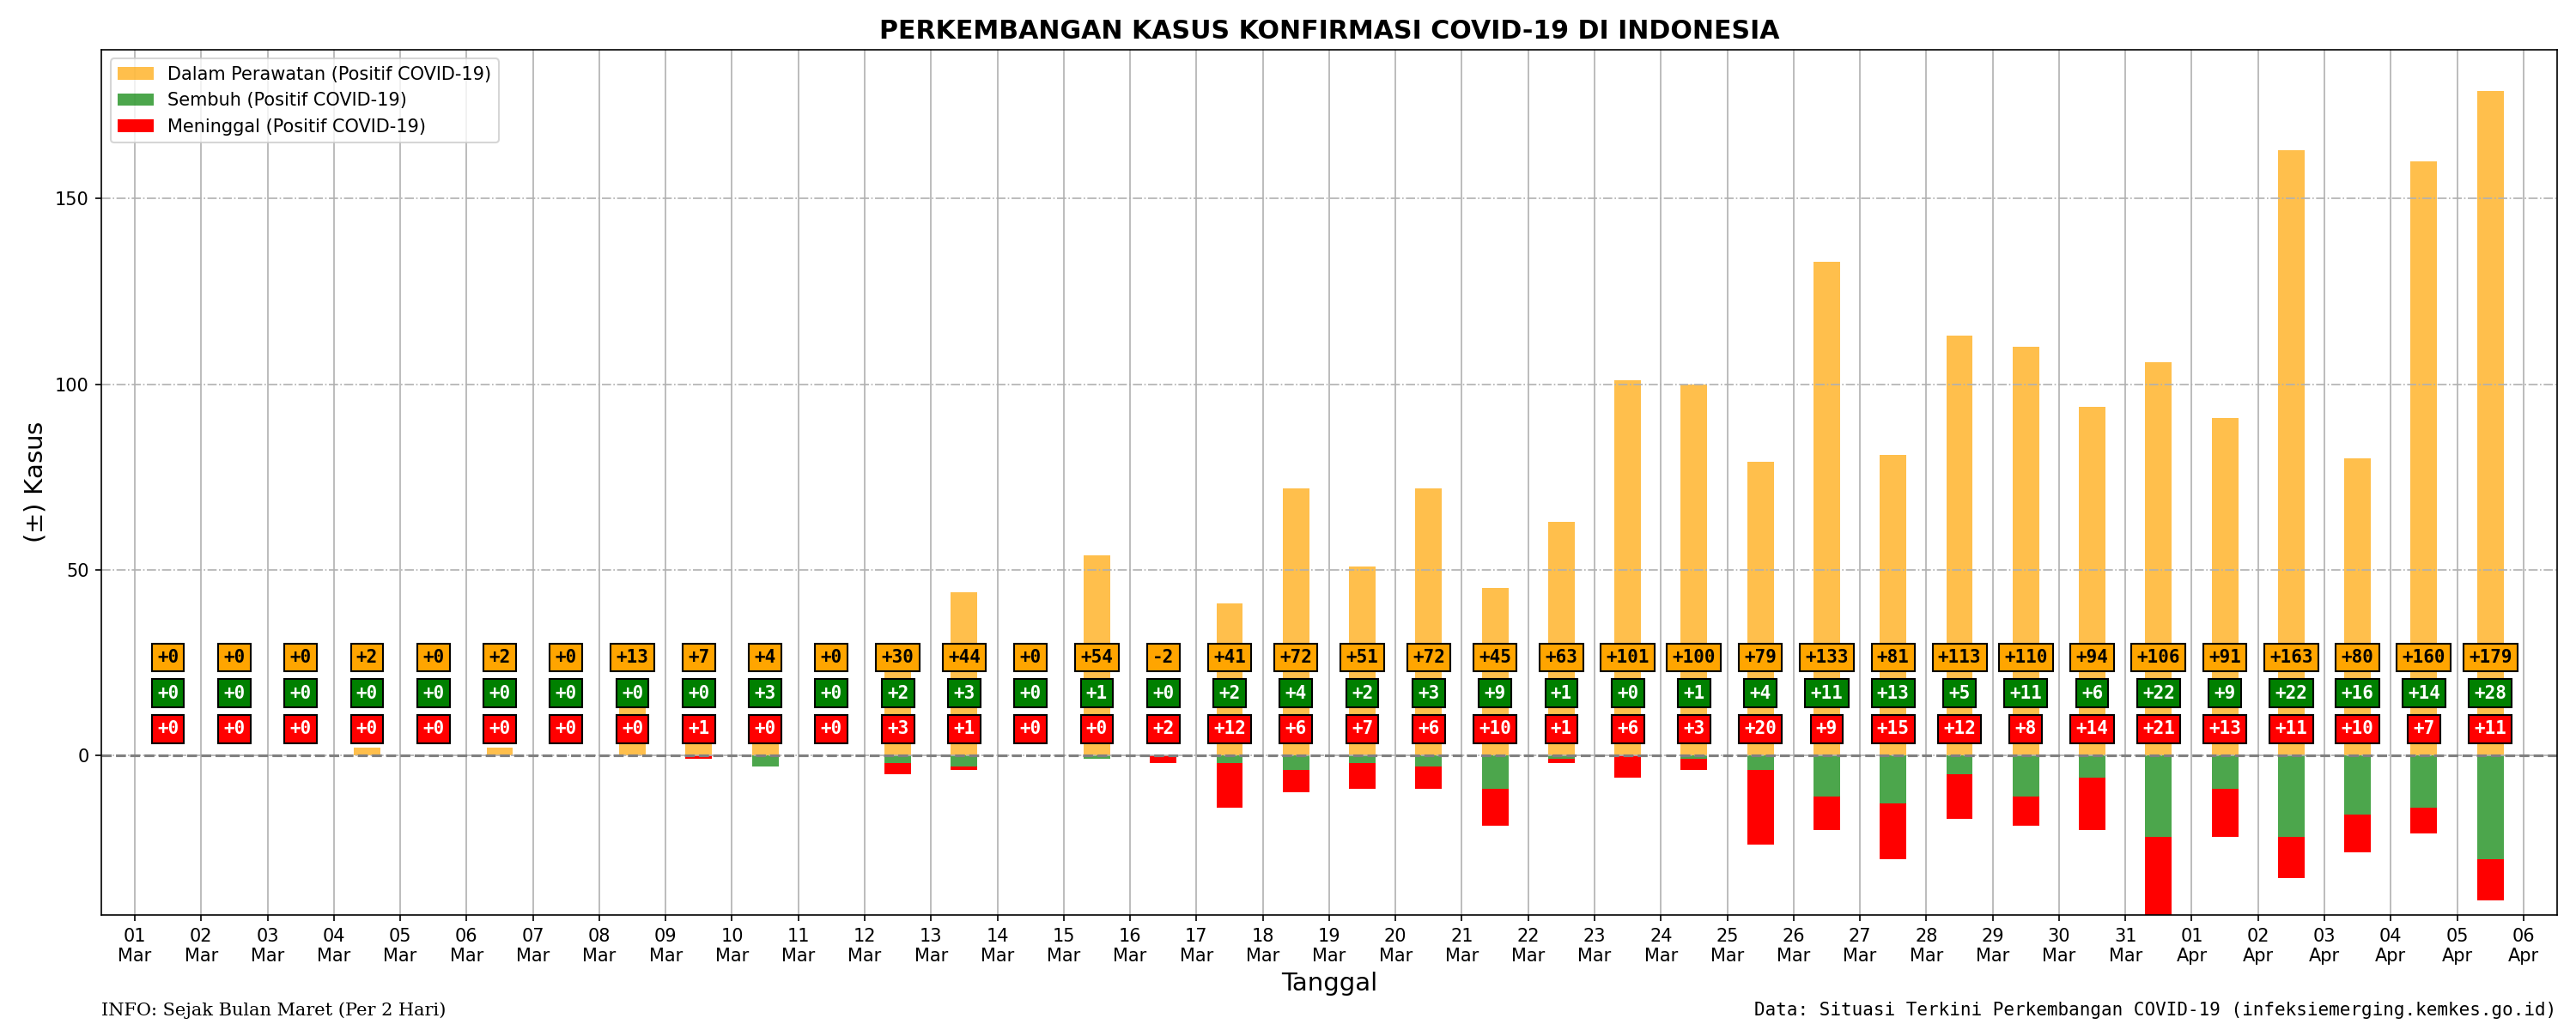 PERKEMBANGAN KASUS KONFIRMASI COVID-19 DI INDONESIA
Dalam Perawatan (Positif COVID-19)
Sembuh (Positif COVID-19)
Meninggal (Positif COVID-19)
(±) Kasus
150
100
50
0
+0 +0 +0 +2 +0 +2 +0 +13 +7 +4 +0 +30 +44 +0 +54 -2 +41 +72 +51 +72 +45 +63 +101 +100 +79 +133 +81 +113 +110 +94 +106 +91 +163 +80 +160 +179
+0 +0 +0 +0 +0 +0 +0 +0 +0 +3 +0 +2 +3 +0 +1 +0 +2 +4 +2 +3 +9 +1 +0 +1 +4 +11 +13 +5 +11 +6 +22 +9 +22 +16 +14 +28
+0 +0 +0 +0 +0 +0 +0 +0 +1 +0 +0 +3 +1 +0 +0 +2 +12 +6 +7 +6 +10 +1 +6 +3 +20 +9 +15 +12 +8 +14 +21 +13 +11 +10 +7 +11
01 02 03 04 05 06 07 08 09 10 11 12 13 14 15 16 17 18 19 20 21 22 23 24 25 26 27 28 29 30 31 01 02 03 04 05 06
Mar Mar Mar Mar Mar Mar Mar Mar Mar Mar Mar Mar Mar Mar Mar Mar Mar Mar Mar Mar Mar Mar Mar Mar Mar Mar Mar Mar Mar Mar Mar Apr Apr Apr Apr Apr Apr
Tanggal
INFO: Sejak Bulan Maret (Per 2 Hari)
Data: Situasi Terkini Perkembangan COVID-19 (infeksiemerging.kemkes.go.id)